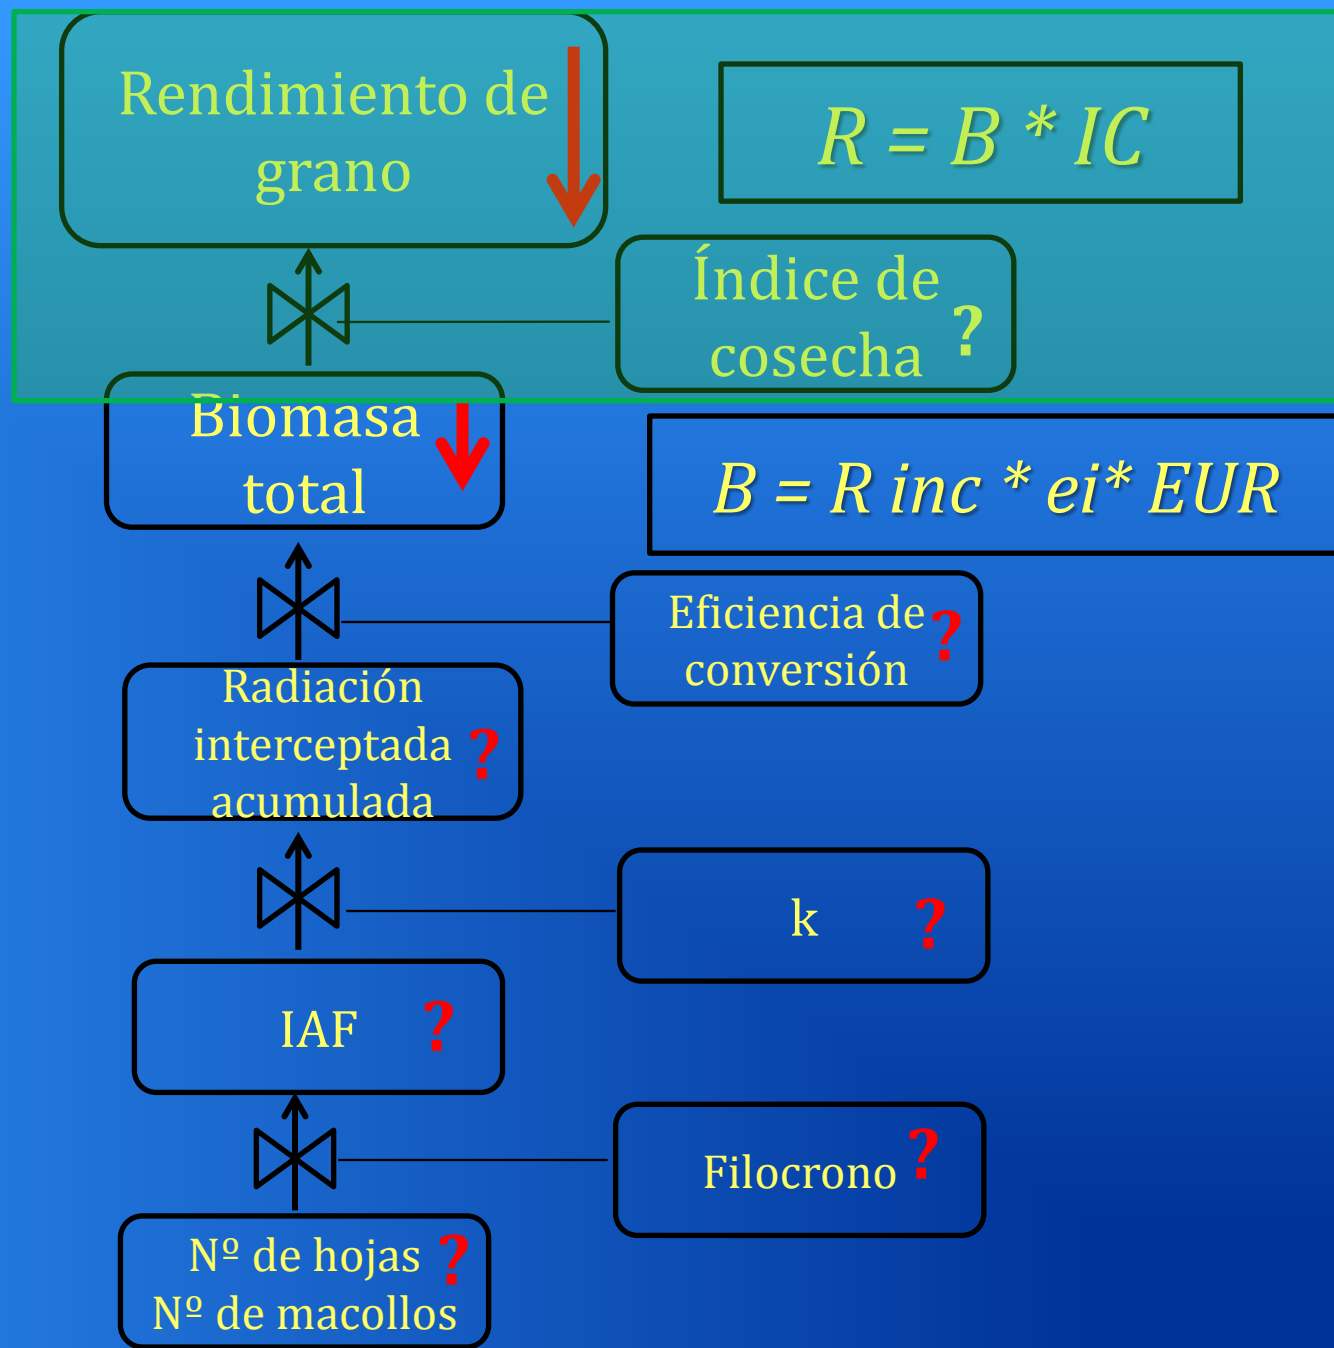 Rendimiento de
grano
R = B * IC
Índice de
cosecha ?
Biomasa
total
B = R inc * ei* EUR
Eficiencia de
conversión ?
Radiación
interceptada ?
acumulada
k ?
IAF ?
Filocrono ?
Nº de hojas ?
Nº de macollos